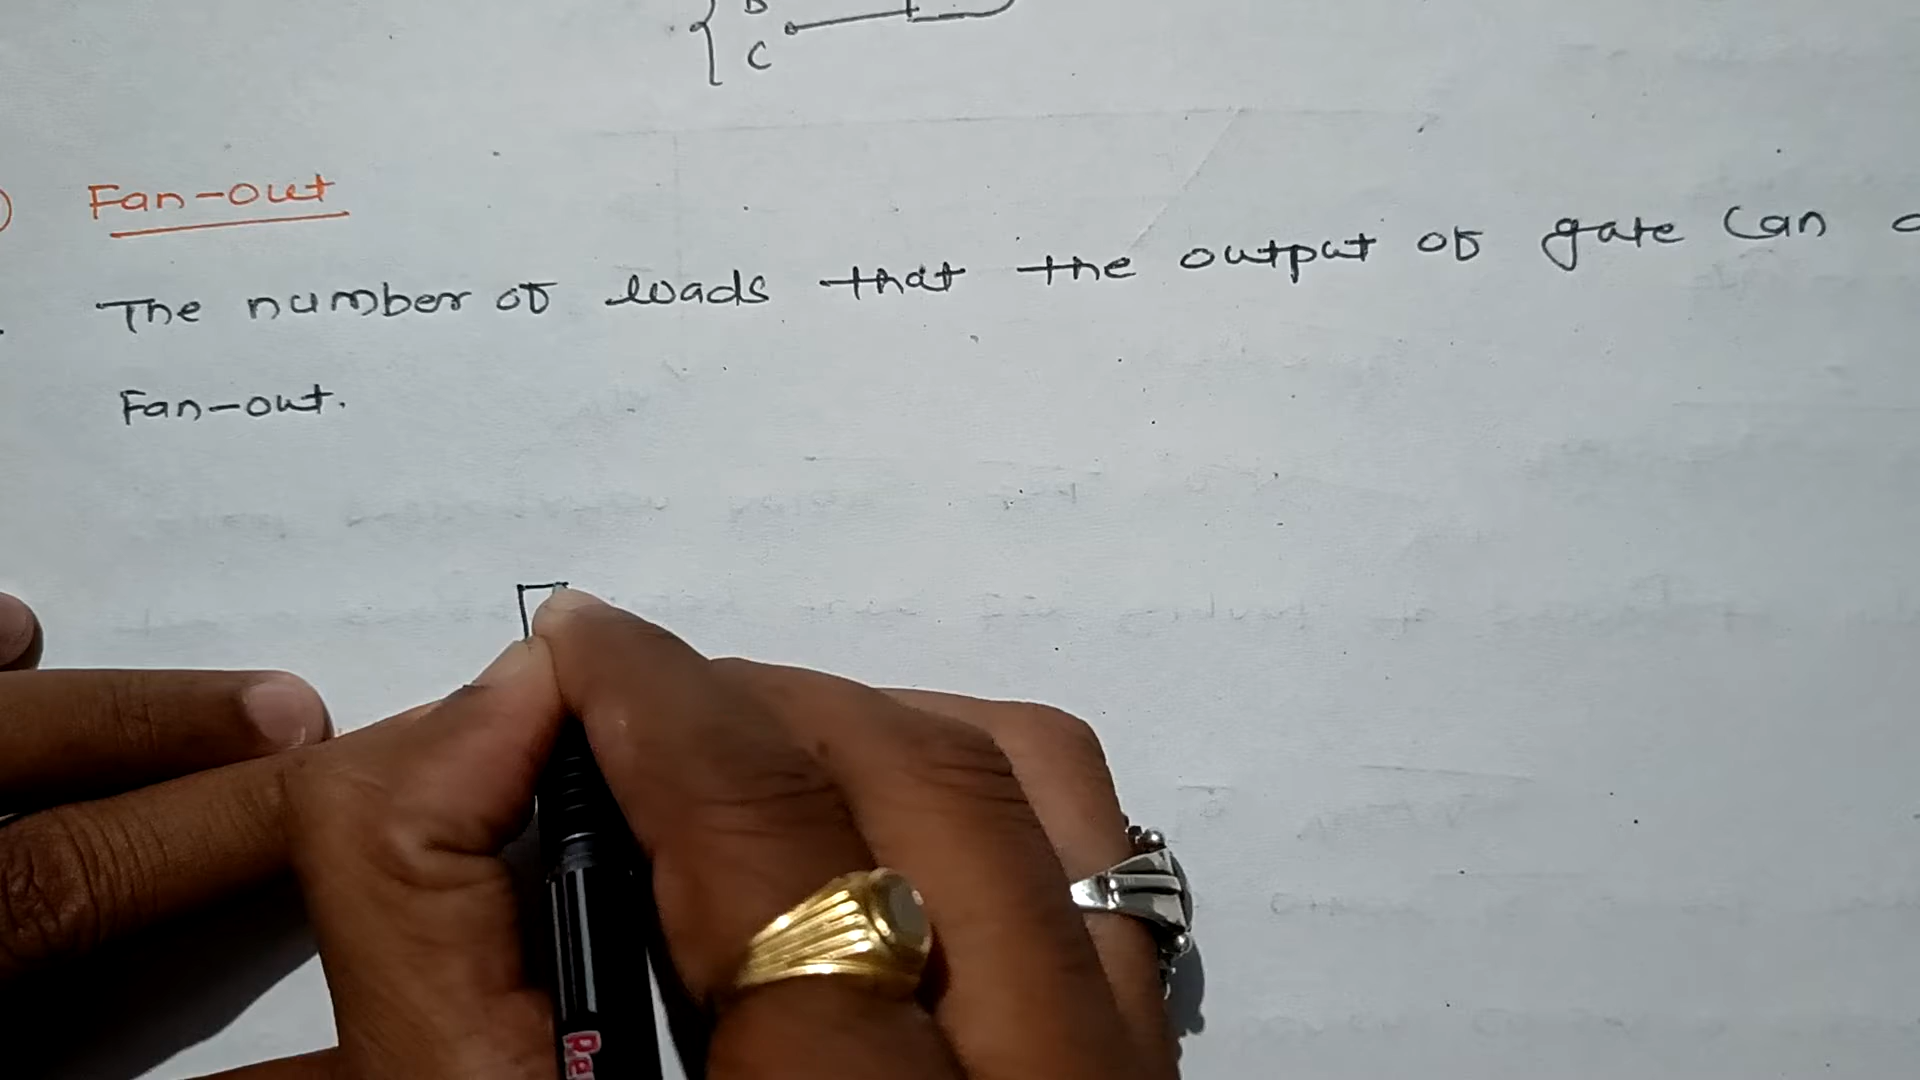 B
C
Fan-out
The number of loads that the output of gate can
Fan-out.